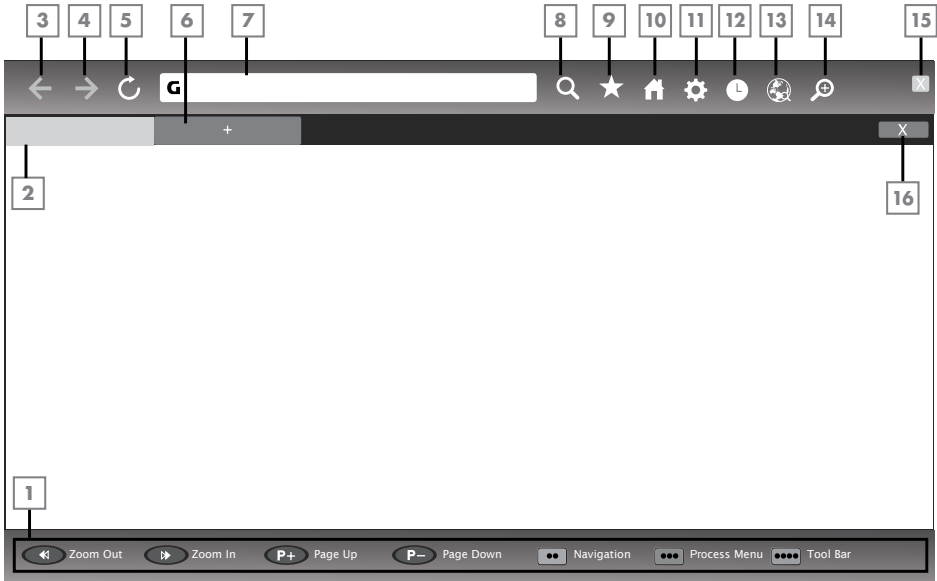 3 4 5 6 7 8 9 10 11 12 13 14 15
G X
+ X
2 16
1
Zoom Out Zoom In P+ Page Up P− Page Down Navigation Process Menu Tool Bar